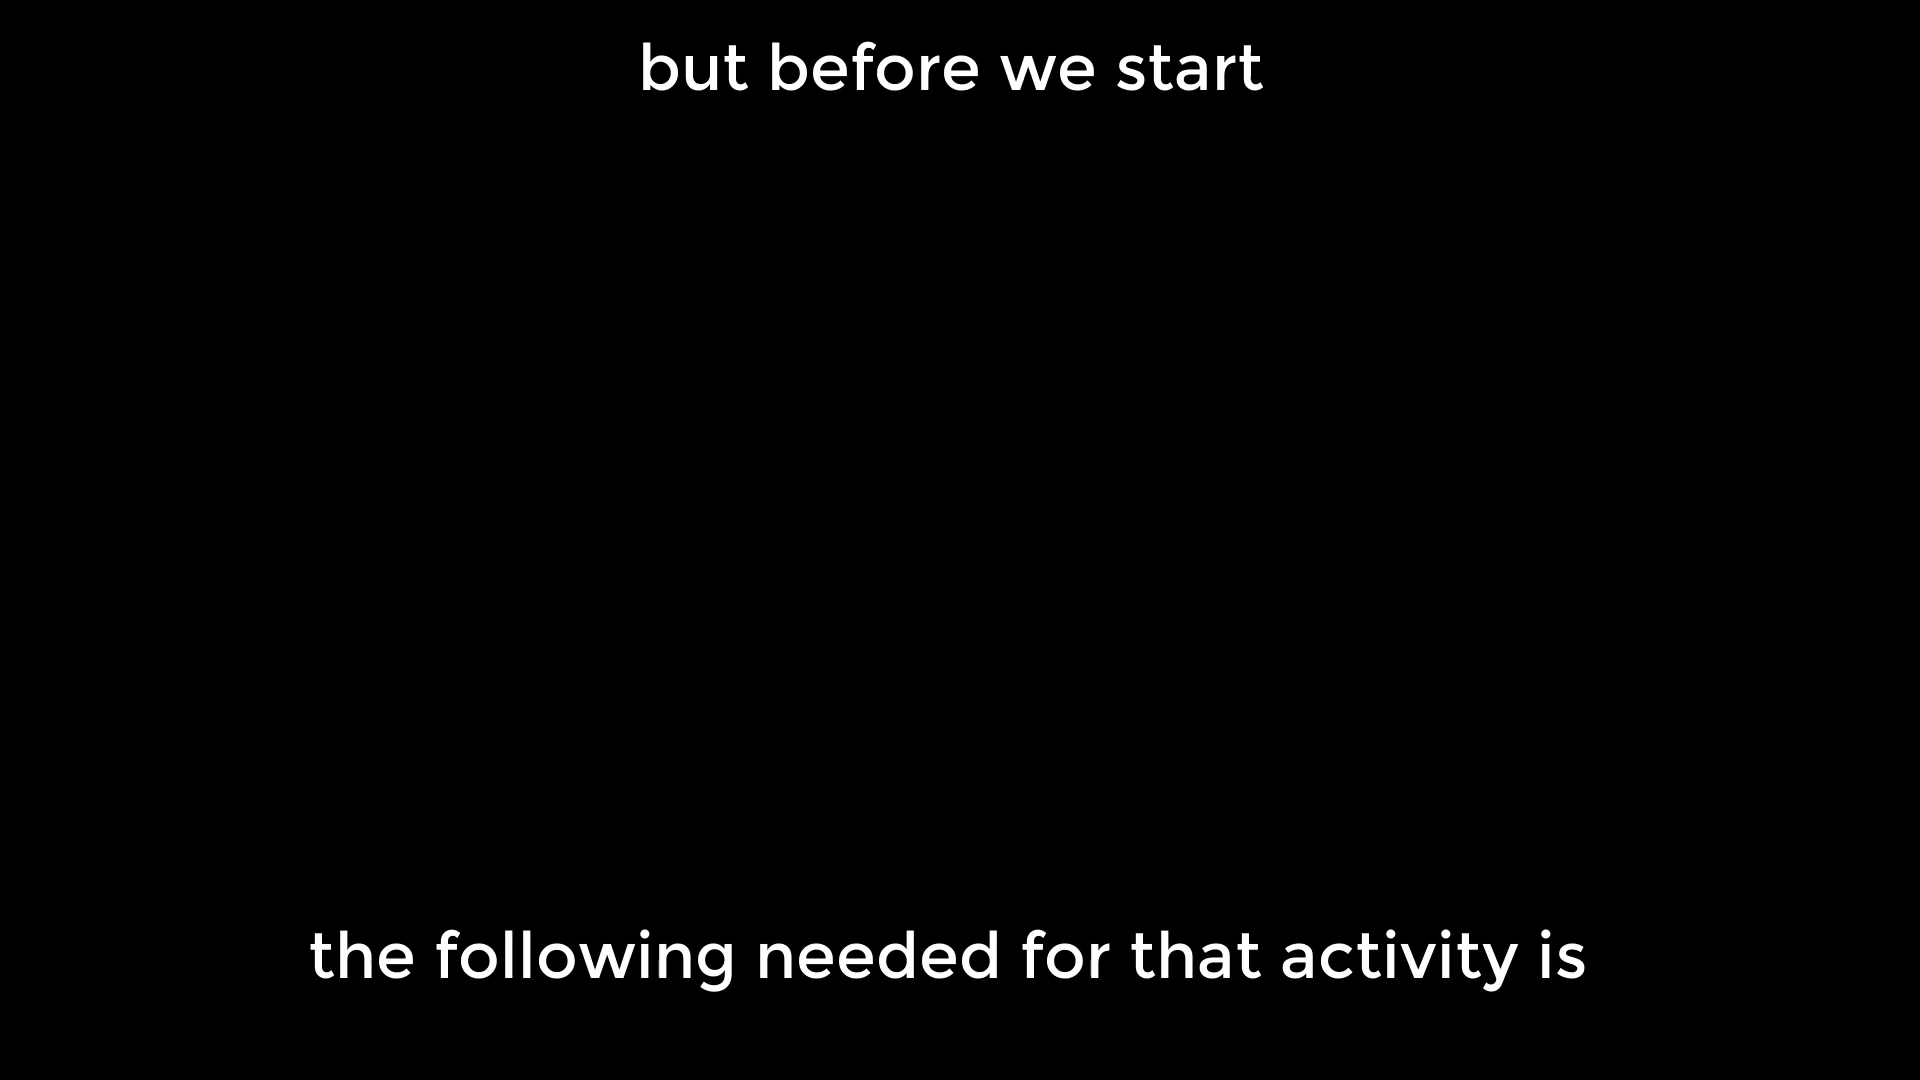 but before we start
the following needed for that activity is